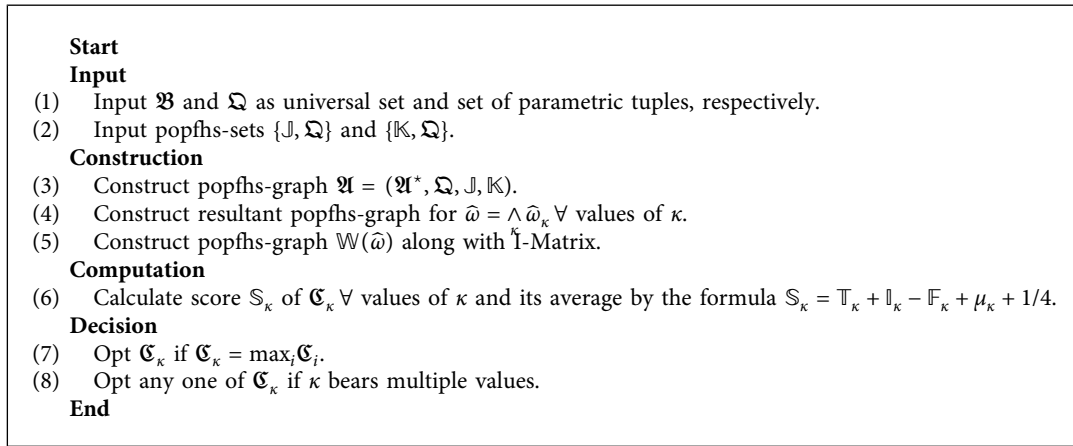 Start
Input
(1) Input 𝕭 and 𝕼 as universal set and set of parametric tuples, respectively.
(2) Input popfhs-sets {𝕁, 𝕼} and {𝕂, 𝕼}.
Construction
(3) Construct popfhs-graph 𝕬 = (𝕬⋆, 𝕼, 𝕁, 𝕂).
(4) Construct resultant popfhs-graph for ω̂ = ∧κ ω̂κ ∀ values of κ.
(5) Construct popfhs-graph 𝕎(ω̂) along with I-Matrix.
Computation
(6) Calculate score 𝕊κ of 𝕮κ ∀ values of κ and its average by the formula 𝕊κ = 𝕋κ + 𝕀κ − 𝔽κ + μκ + 1/4.
Decision
(7) Opt 𝕮κ if 𝕮κ = maxᵢ𝕮ᵢ.
(8) Opt any one of 𝕮κ if κ bears multiple values.
End